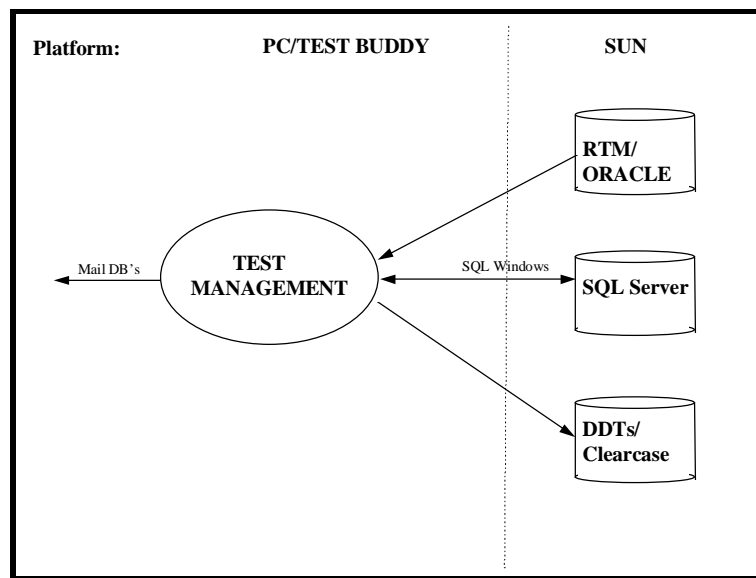 Platform: PC/TEST BUDDY SUN
RTM/
ORACLE
Mail DB's
TEST
MANAGEMENT
SQL Windows
SQL Server
DDTs/
Clearcase